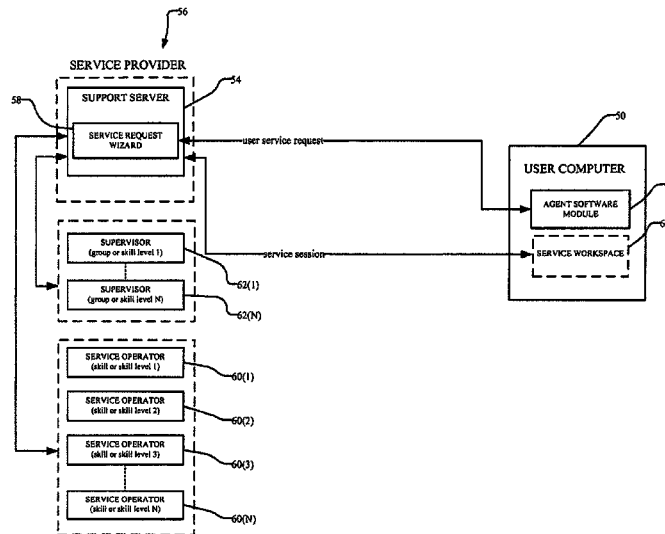 56
SERVICE PROVIDER
54
SUPPORT SERVER
58
SERVICE REQUEST
WIZARD
user service request
50
USER COMPUTER
AGENT SOFTWARE
MODULE
SERVICE WORKSPACE
6
service session
SUPERVISOR
(group or skill level 1)
62(1)
SUPERVISOR
(group or skill level N)
62(N)
SERVICE OPERATOR
(skill or skill level 1)
60(1)
SERVICE OPERATOR
(skill or skill level 2)
60(2)
SERVICE OPERATOR
(skill or skill level 3)
60(3)
SERVICE OPERATOR
(skill or skill level N)
60(N)